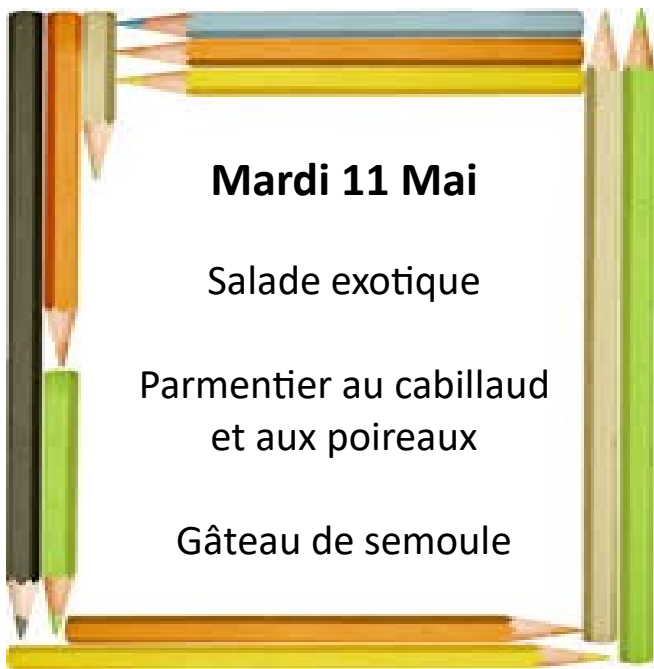 Mardi 11 Mai
Salade exotique
Parmentier au cabillaud
et aux poireaux
Gâteau de semoule